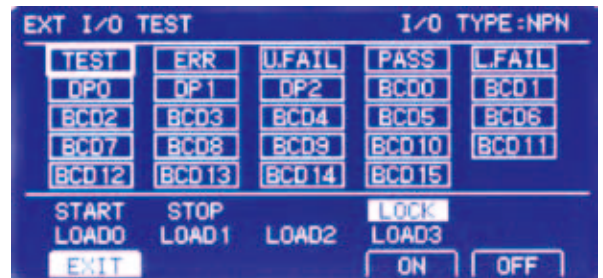 EXT I/O TEST I/O TYPE:NPN
TEST ERR U.FAIL PASS L.FAIL
DP0 DP1 DP2 BCD0 BCD1
BCD2 BCD3 BCD4 BCD5 BCD6
BCD7 BCD8 BCD9 BCD10 BCD11
BCD12 BCD13 BCD14 BCD15
START STOP LOCK
LOAD0 LOAD1 LOAD2 LOAD3
EXIT ON OFF